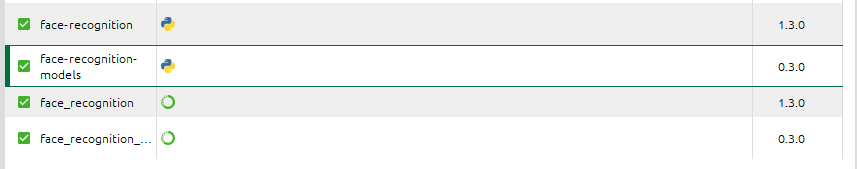 face-recognition 1.3.0
face-recognition-
models 0.3.0
face_recognition 1.3.0
face_recognition_... 0.3.0